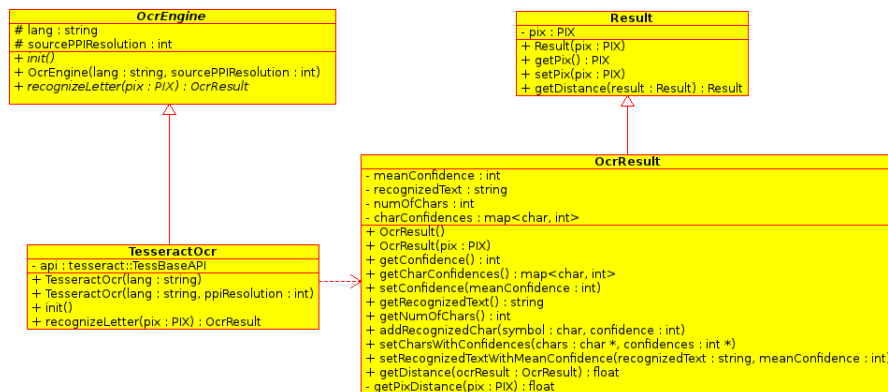 OcrEngine
# lang : string
# sourcePPIResolution : int
+ init()
+ OcrEngine(lang : string, sourcePPIResolution : int)
+ recognizeLetter(pix : PIX) : OcrResult
Result
- pix : PIX
+ Result(pix : PIX)
+ getPix() : PIX
+ setPix(pix : PIX)
+ getDistance(result : Result) : Result
TesseractOcr
- api : tesseract::TessBaseAPI
+ TesseractOcr(lang : string)
+ TesseractOcr(lang : string, ppiResolution : int)
+ init()
+ recognizeLetter(pix : PIX) : OcrResult
OcrResult
- meanConfidence : int
- recognizedText : string
- numOfChars : int
- charConfidences : map<char, int>
+ OcrResult()
+ OcrResult(pix : PIX)
+ getConfidence() : int
+ getCharConfidences() : map<char, int>
+ setConfidence(meanConfidence : int)
+ getRecognizedText() : string
+ getNumOfChars() : int
+ addRecognizedChar(symbol : char, confidence : int)
+ setCharsWithConfidences(chars : char *, confidences : int *)
+ setRecognizedTextWithMeanConfidence(recognizedText : string, meanConfidence : int)
+ getDistance(ocrResult : OcrResult) : float
- getPixDistance(pix : PIX) : float